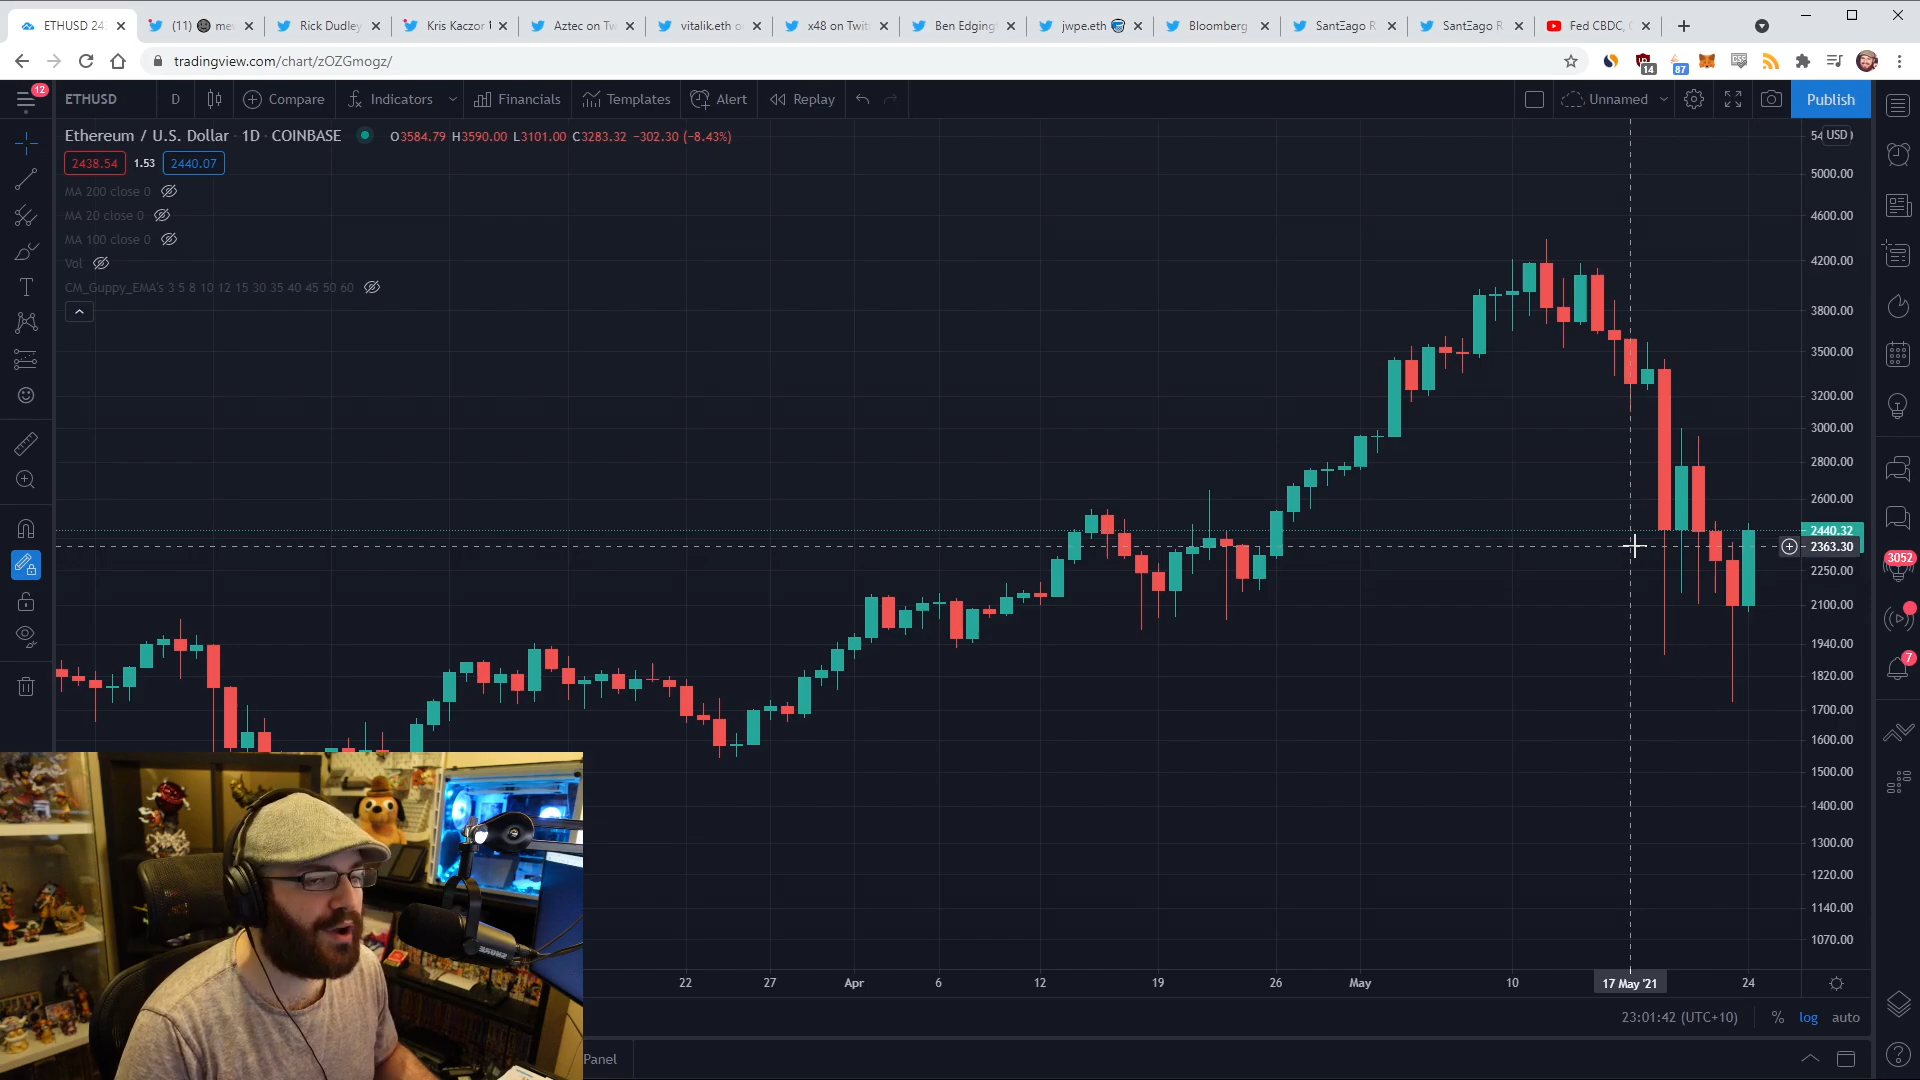 ETHUSD 24
(11) me
Rick Dudley
Kris Kaczor
Aztec on Tw
vitalik.eth o
x48 on Twit
Ben Edging
jwpe.eth
Bloomberg
SantΞago R
SantΞago R
Fed CBDC,
tradingview.com/chart/zOZGmogz/
14
87
12
ETHUSD
D
Compare
Indicators
Financials
Templates
Alert
Replay
Unnamed
Publish
Ethereum / U.S. Dollar · 1D · COINBASE
O3584.79 H3590.00 L3101.00 C3283.32 −302.30 (−8.43%)
USD
2438.54 1.53 2440.07
MA 200 close 0
MA 20 close 0
MA 100 close 0
Vol
CM_Guppy_EMA's 3 5 8 10 12 15 30 35 40 45 50 60
5000.00
4600.00
4200.00
3800.00
3500.00
3200.00
3000.00
2800.00
2600.00
2440.32
2363.30
2250.00
2100.00
1940.00
1820.00
1700.00
1600.00
1500.00
1400.00
1300.00
1220.00
1140.00
1070.00
3052
7
22
27
Apr
6
12
19
26
May
10
17 May '21
24
23:01:42 (UTC+10)
%
log
auto
Panel